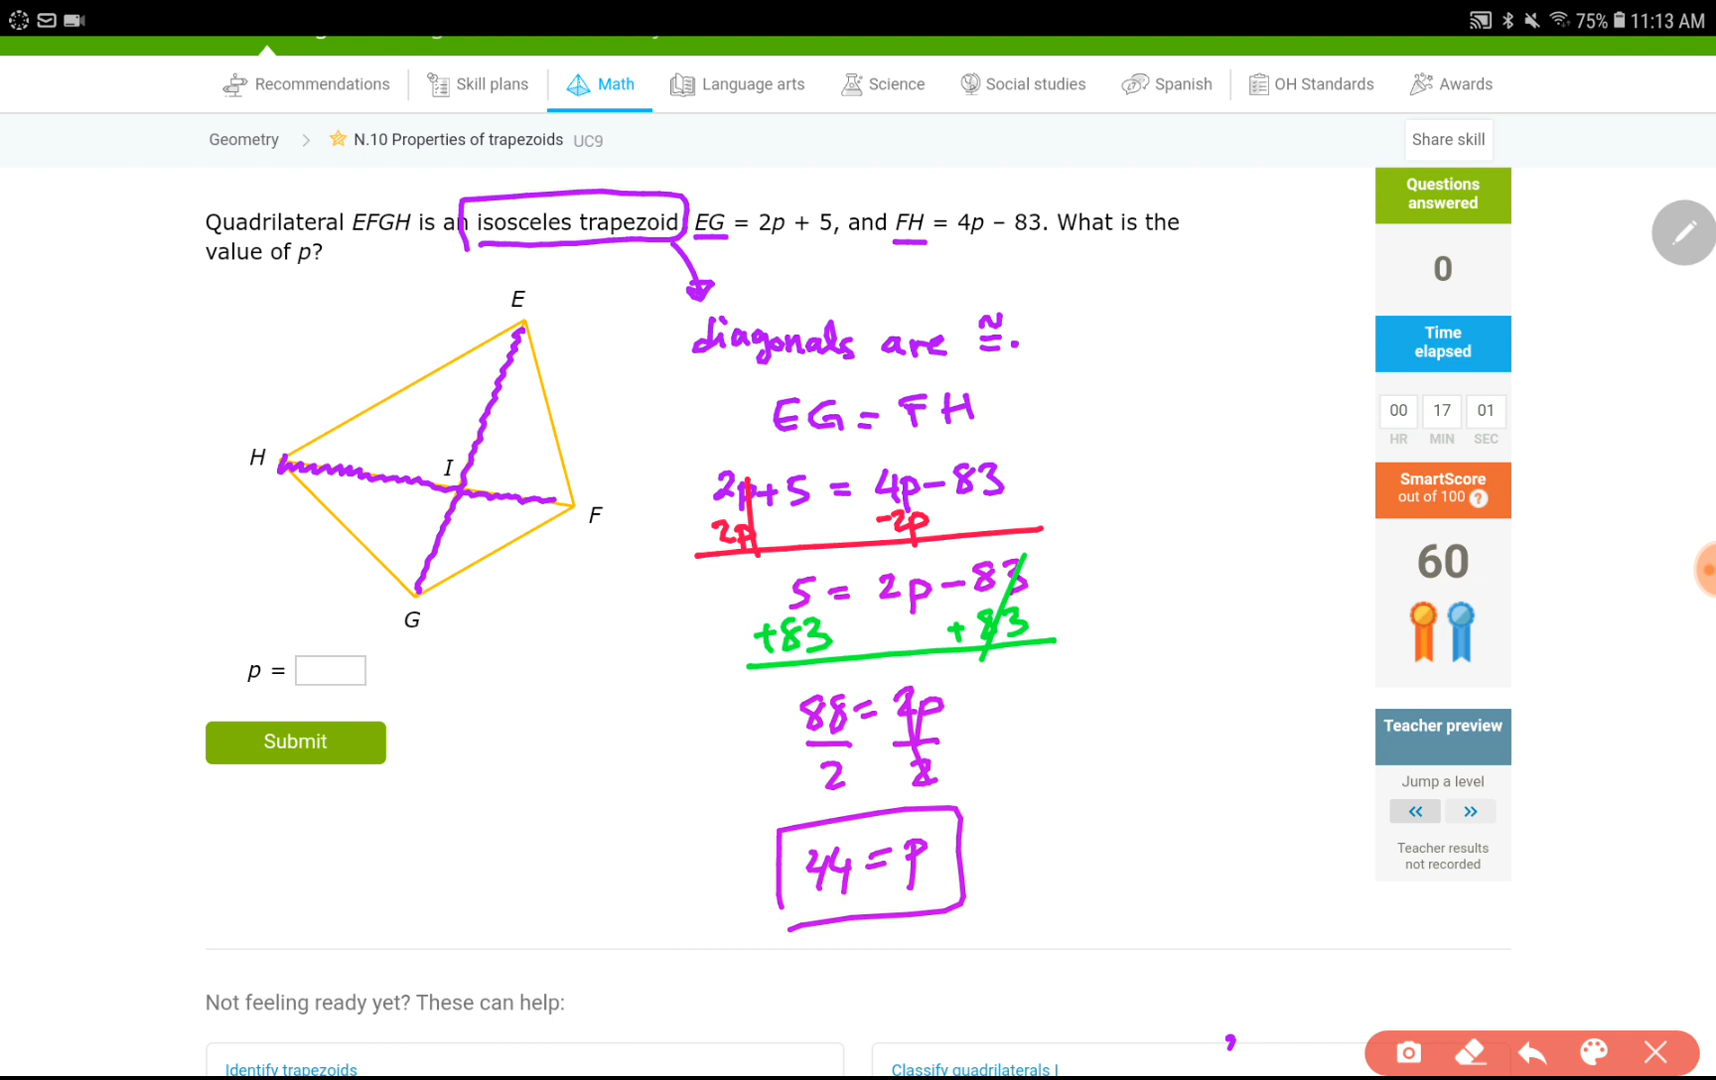 75% 11:13 AM
Recommendations Skill plans Math Language arts Science Social studies Spanish OH Standards Awards
Geometry > N.10 Properties of trapezoids UC9
Share skill
Quadrilateral EFGH is an isosceles trapezoid, EG = 2p + 5, and FH = 4p – 83. What is the
value of p?
E
H
I
F
G
diagonals are ≅.
EG = FH
2p + 5 = 4p - 83
-2p -2p
5 = 2p - 83
+83 +83
88 = 2p
2 2
44 = p
p =
Submit
Questions
answered
0
Time
elapsed
00 17 01
HR MIN SEC
SmartScore
out of 100 ?
60
Teacher preview
Jump a level
« »
Teacher results
not recorded
Not feeling ready yet? These can help:
Identify trapezoids
Classify quadrilaterals I